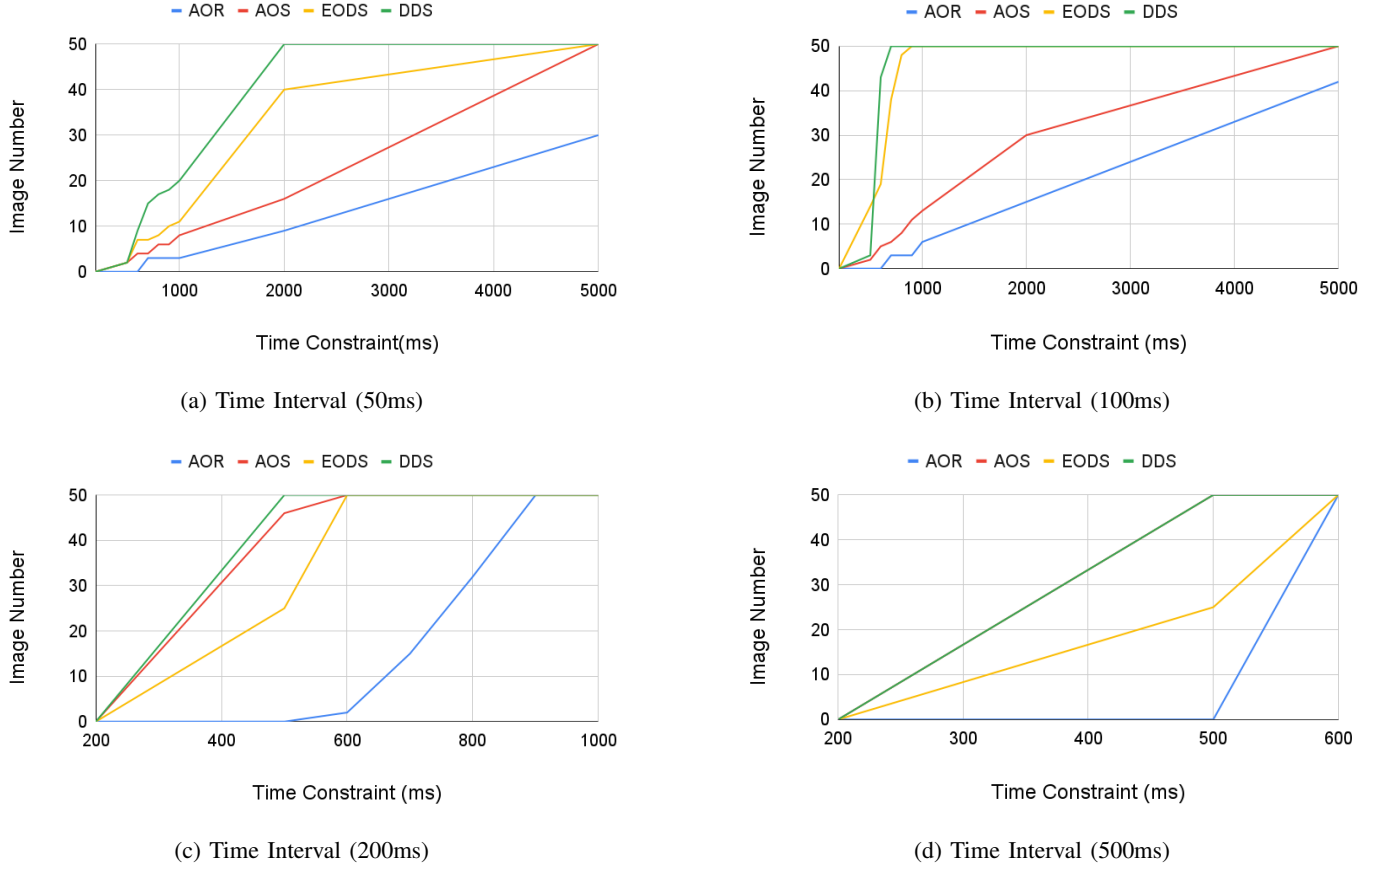 AOR AOS EODS DDS
50
40
30
20
10
0
Image Number
1000 2000 3000 4000 5000
Time Constraint(ms)
(a) Time Interval (50ms)
AOR AOS EODS DDS
50
40
30
20
10
0
Image Number
1000 2000 3000 4000 5000
Time Constraint (ms)
(b) Time Interval (100ms)
AOR AOS EODS DDS
50
40
30
20
10
0
Image Number
200 400 600 800 1000
Time Constraint (ms)
(c) Time Interval (200ms)
AOR AOS EODS DDS
50
40
30
20
10
0
Image Number
200 300 400 500 600
Time Constraint (ms)
(d) Time Interval (500ms)